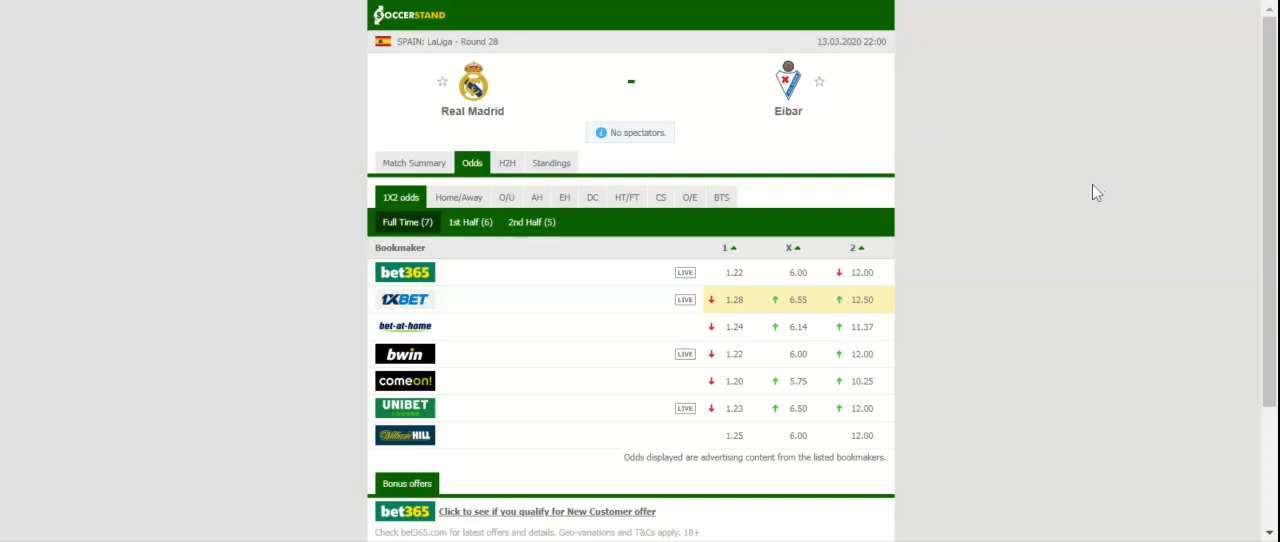 SOCCERSTAND
SPAIN: LaLiga - Round 28 13.03.2020 22:00
-
Real Madrid Eibar
No spectators.
Match Summary Odds H2H Standings
1X2 odds Home/Away O/U AH EH DC HT/FT CS O/E BTS
Full Time (7) 1st Half (6) 2nd Half (5)
Bookmaker 1 X 2
bet365 LIVE 1.22 6.00 12.00
1XBET LIVE 1.28 6.55 12.50
bet-at-home 1.24 6.14 11.37
bwin LIVE 1.22 6.00 12.00
comeon! 1.20 5.75 10.25
UNIBET LIVE 1.23 6.50 12.00
William HILL 1.25 6.00 12.00
Odds displayed are advertising content from the listed bookmakers.
Bonus offers
bet365 Click to see if you qualify for New Customer offer
Check bet365.com for latest offers and details. Geo-variations and T&Cs apply. 18+